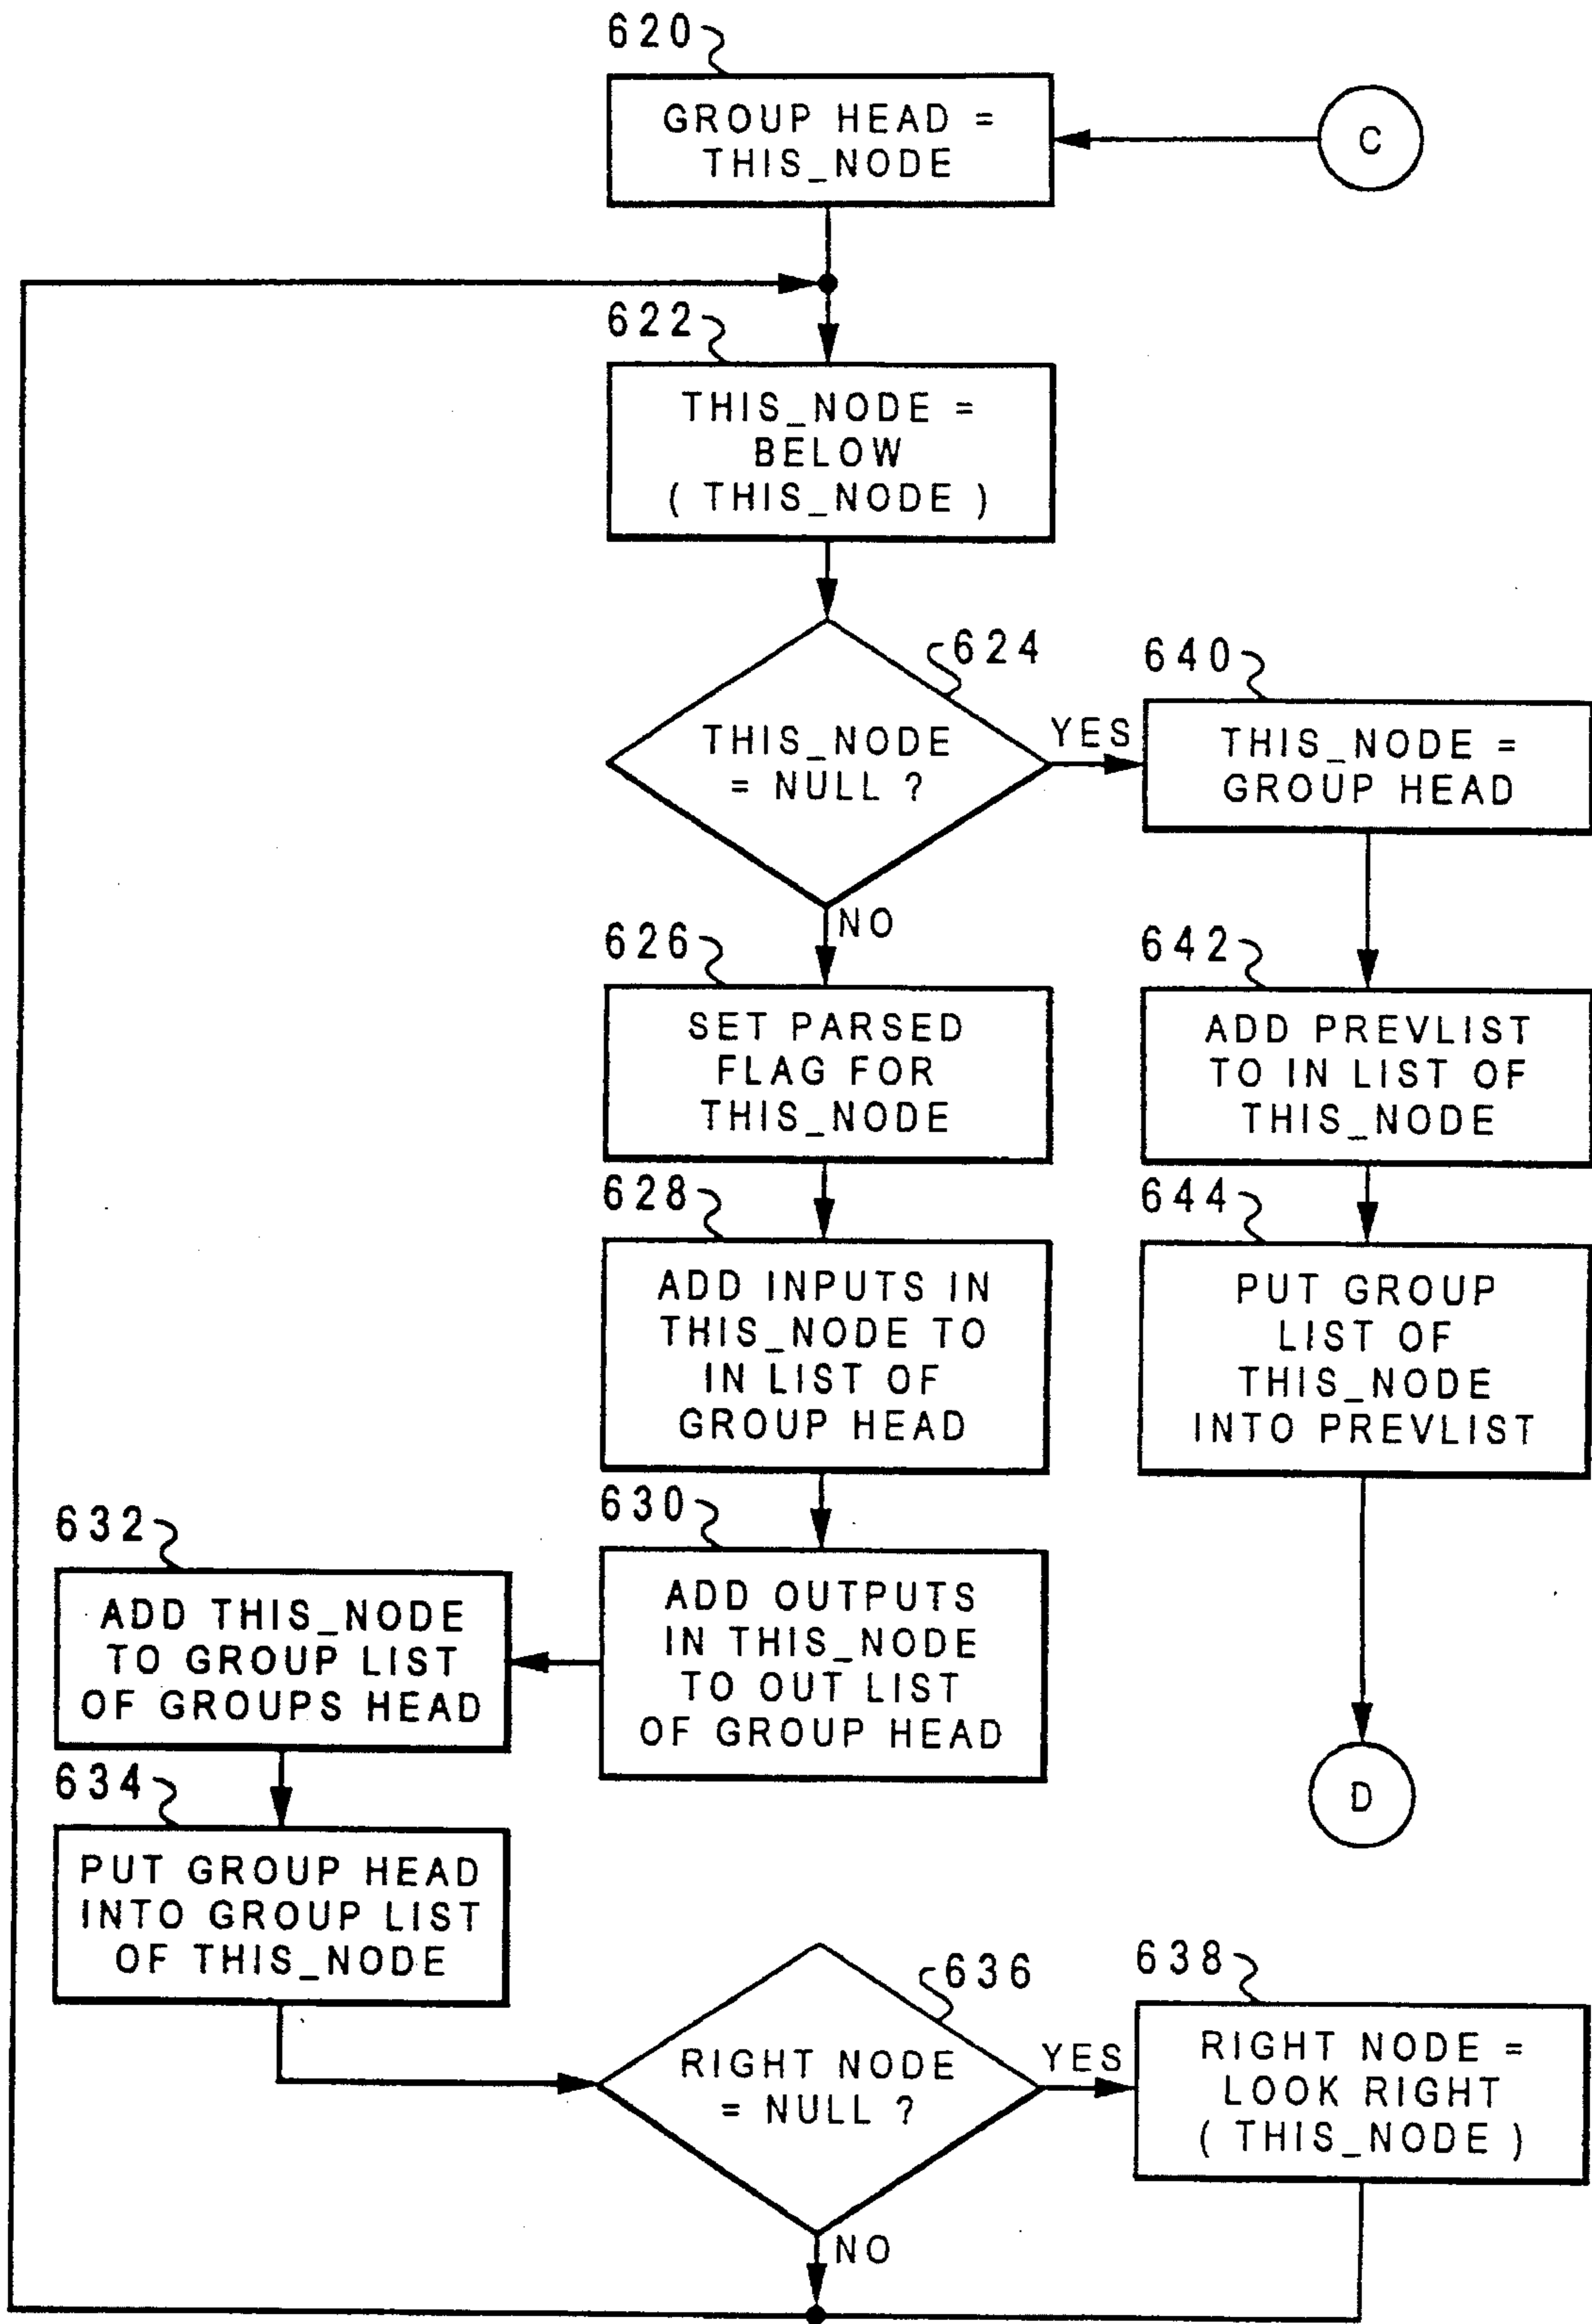 620
GROUP HEAD =
THIS_NODE
C
622
THIS_NODE =
BELOW
( THIS_NODE )
624
THIS_NODE
= NULL ?
YES
NO
640
THIS_NODE =
GROUP HEAD
626
SET PARSED
FLAG FOR
THIS_NODE
642
ADD PREVLIST
TO IN LIST OF
THIS_NODE
628
ADD INPUTS IN
THIS_NODE TO
IN LIST OF
GROUP HEAD
644
PUT GROUP
LIST OF
THIS_NODE
INTO PREVLIST
630
ADD OUTPUTS
IN THIS_NODE
TO OUT LIST
OF GROUP HEAD
632
ADD THIS_NODE
TO GROUP LIST
OF GROUPS HEAD
D
634
PUT GROUP HEAD
INTO GROUP LIST
OF THIS_NODE
636
RIGHT NODE
= NULL ?
YES
NO
638
RIGHT NODE =
LOOK RIGHT
( THIS_NODE )